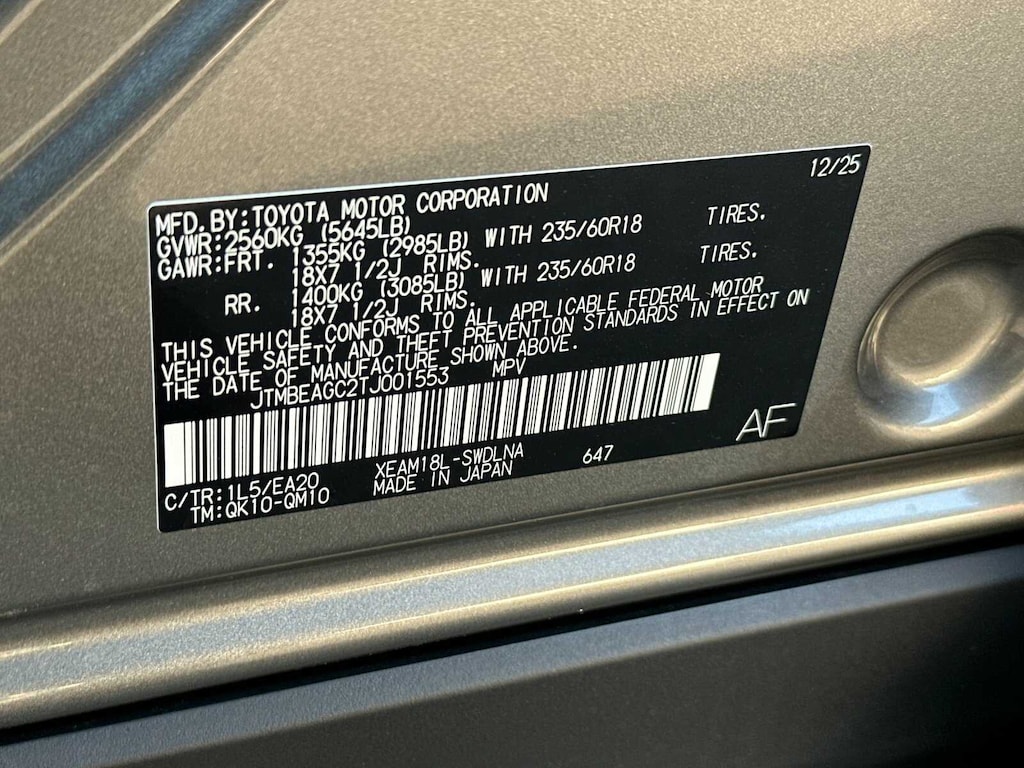 12/25
MFD.BY:TOYOTA MOTOR CORPORATION
GVWR:2560KG (5645LB)
GAWR:FRT. 1355KG (2985LB) WITH 235/60R18 TIRES.
18X7 1/2J RIMS.
RR. 1400KG (3085LB) WITH 235/60R18 TIRES.
18X7 1/2J RIMS.
THIS VEHICLE CONFORMS TO ALL APPLICABLE FEDERAL MOTOR
VEHICLE SAFETY AND THEFT PREVENTION STANDARDS IN EFFECT ON
THE DATE OF MANUFACTURE SHOWN ABOVE.
JTMBEAGC2TJ001553 MPV
C/TR:1L5/EA20 XEAM18L-SWDLNA 647 AF
TM:QK10-QM10 MADE IN JAPAN